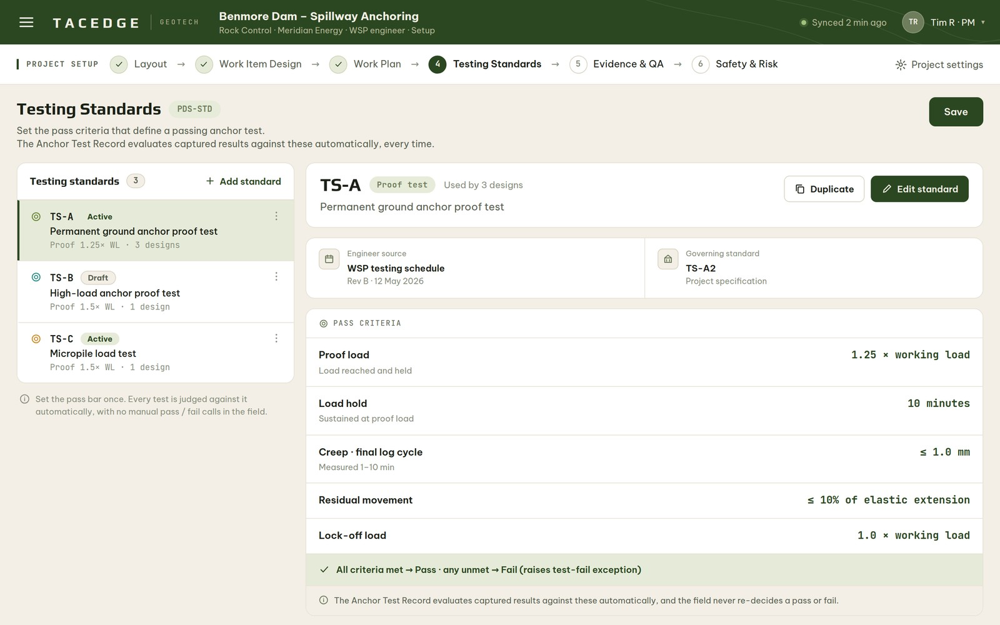 TACEDGE
GEOTECH
Benmore Dam – Spillway Anchoring
Rock Control · Meridian Energy · WSP engineer · Setup
Synced 2 min ago
TR
Tim R · PM ▾
PROJECT SETUP
Layout →
Work Item Design →
Work Plan →
4 Testing Standards →
5 Evidence & QA →
6 Safety & Risk
Project settings
Testing Standards
PDS-STD
Save
Set the pass criteria that define a passing anchor test.
The Anchor Test Record evaluates captured results against these automatically, every time.
Testing standards 3
+ Add standard
TS-A Active
Permanent ground anchor proof test
Proof 1.25× WL · 3 designs
TS-B Draft
High-load anchor proof test
Proof 1.5× WL · 1 design
TS-C Active
Micropile load test
Proof 1.5× WL · 1 design
Set the pass bar once. Every test is judged against it
automatically, with no manual pass / fail calls in the field.
TS-A Proof test Used by 3 designs
Permanent ground anchor proof test
Duplicate
Edit standard
Engineer source
WSP testing schedule
Rev B · 12 May 2026
Governing standard
TS-A2
Project specification
PASS CRITERIA
Proof load 1.25 × working load
Load reached and held
Load hold 10 minutes
Sustained at proof load
Creep · final log cycle ≤ 1.0 mm
Measured 1–10 min
Residual movement ≤ 10% of elastic extension
Lock-off load 1.0 × working load
All criteria met → Pass · any unmet → Fail (raises test-fail exception)
The Anchor Test Record evaluates captured results against these automatically, and the field never re-decides a pass or fail.